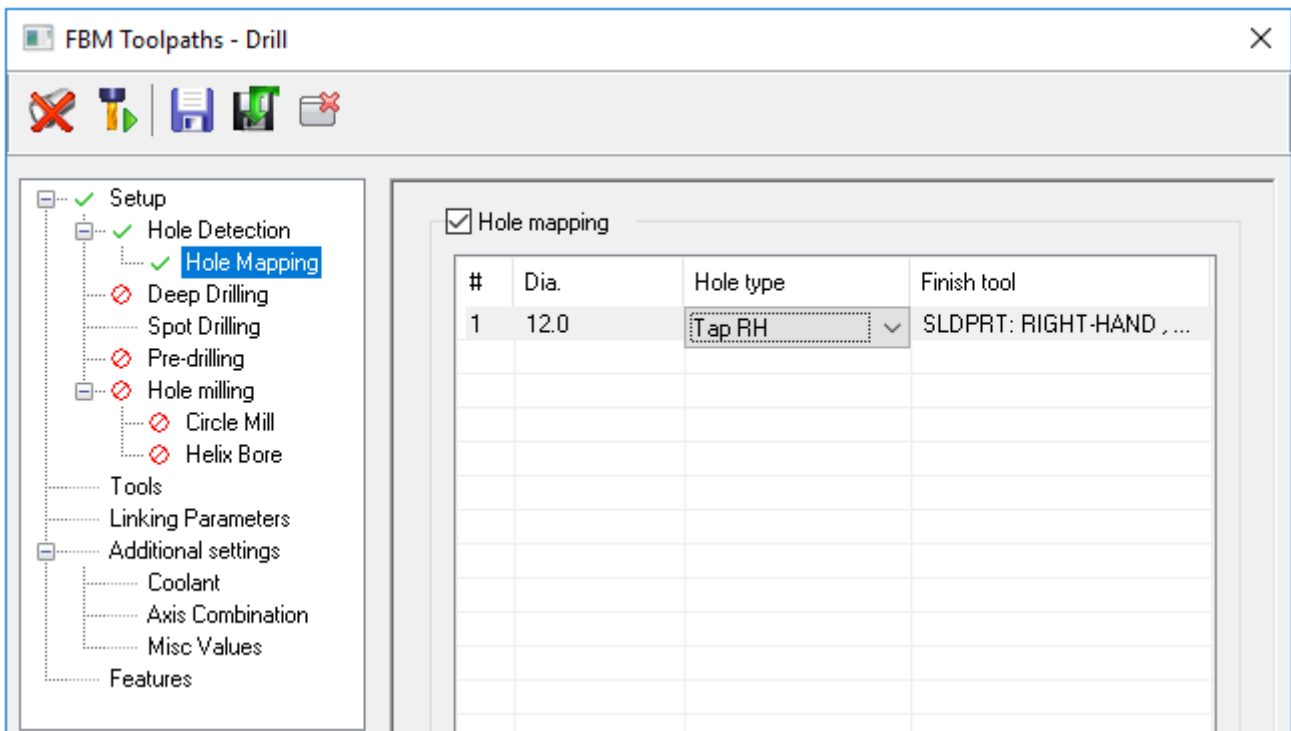 FBM Toolpaths - Drill
Setup
Hole Detection
Hole Mapping
Deep Drilling
Spot Drilling
Pre-drilling
Hole milling
Circle Mill
Helix Bore
Tools
Linking Parameters
Additional settings
Coolant
Axis Combination
Misc Values
Features
Hole mapping
# Dia. Hole type Finish tool
1 12.0 Tap RH SLDPRT: RIGHT-HAND , ...